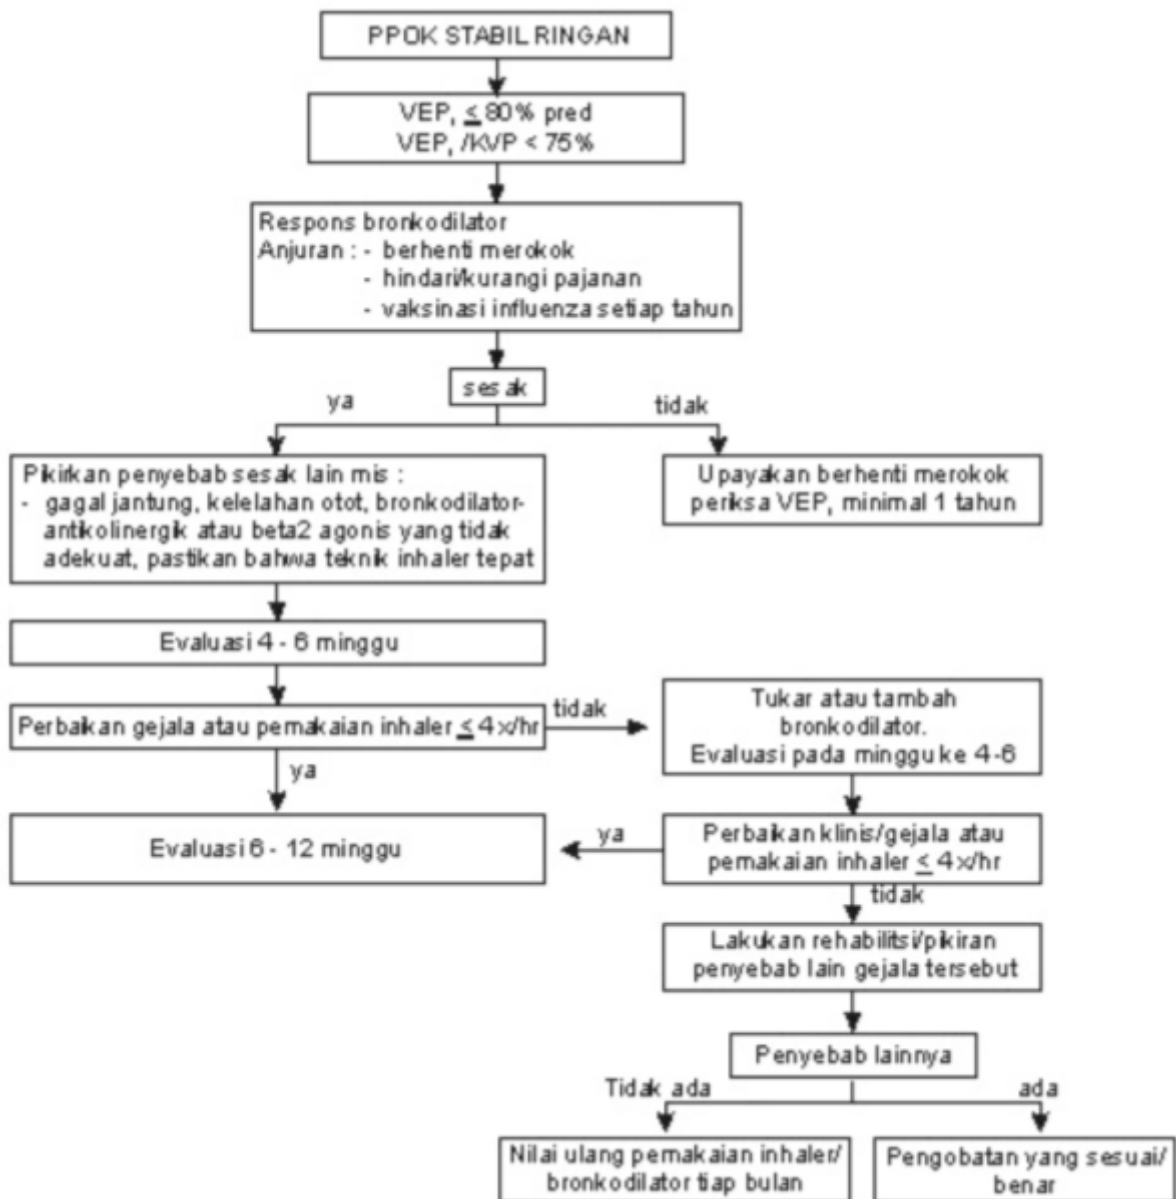 PPOK STABIL RINGAN
VEP, ≤ 80% pred
VEP, /KVP < 75%
Respons bronkodilator
Anjuran : - berhenti merokok
- hindari/kurangi pajanan
- vaksinasi influenza setiap tahun
sesak
ya
tidak
Pikirkan penyebab sesak lain mis :
- gagal jantung, kelelahan otot, bronkodilator-
antikolinergik atau beta2 agonis yang tidak
adekuat, pastikan bahwa teknik inhaler tepat
Upayakan berhenti merokok
periksa VEP, minimal 1 tahun
Evaluasi 4 - 6 minggu
Perbaikan gejala atau pemakaian inhaler ≤ 4 x/hr
tidak
Tukar atau tambah
bronkodilator.
Evaluasi pada minggu ke 4-6
ya
Evaluasi 6 - 12 minggu
ya
Perbaikan klinis/gejala atau
pemakaian inhaler ≤ 4 x/hr
tidak
Lakukan rehabilitsi/pikiran
penyebab lain gejala tersebut
Penyebab lainnya
Tidak ada
ada
Nilai ulang pemakaian inhaler/
bronkodilator tiap bulan
Pengobatan yang sesuai/
benar